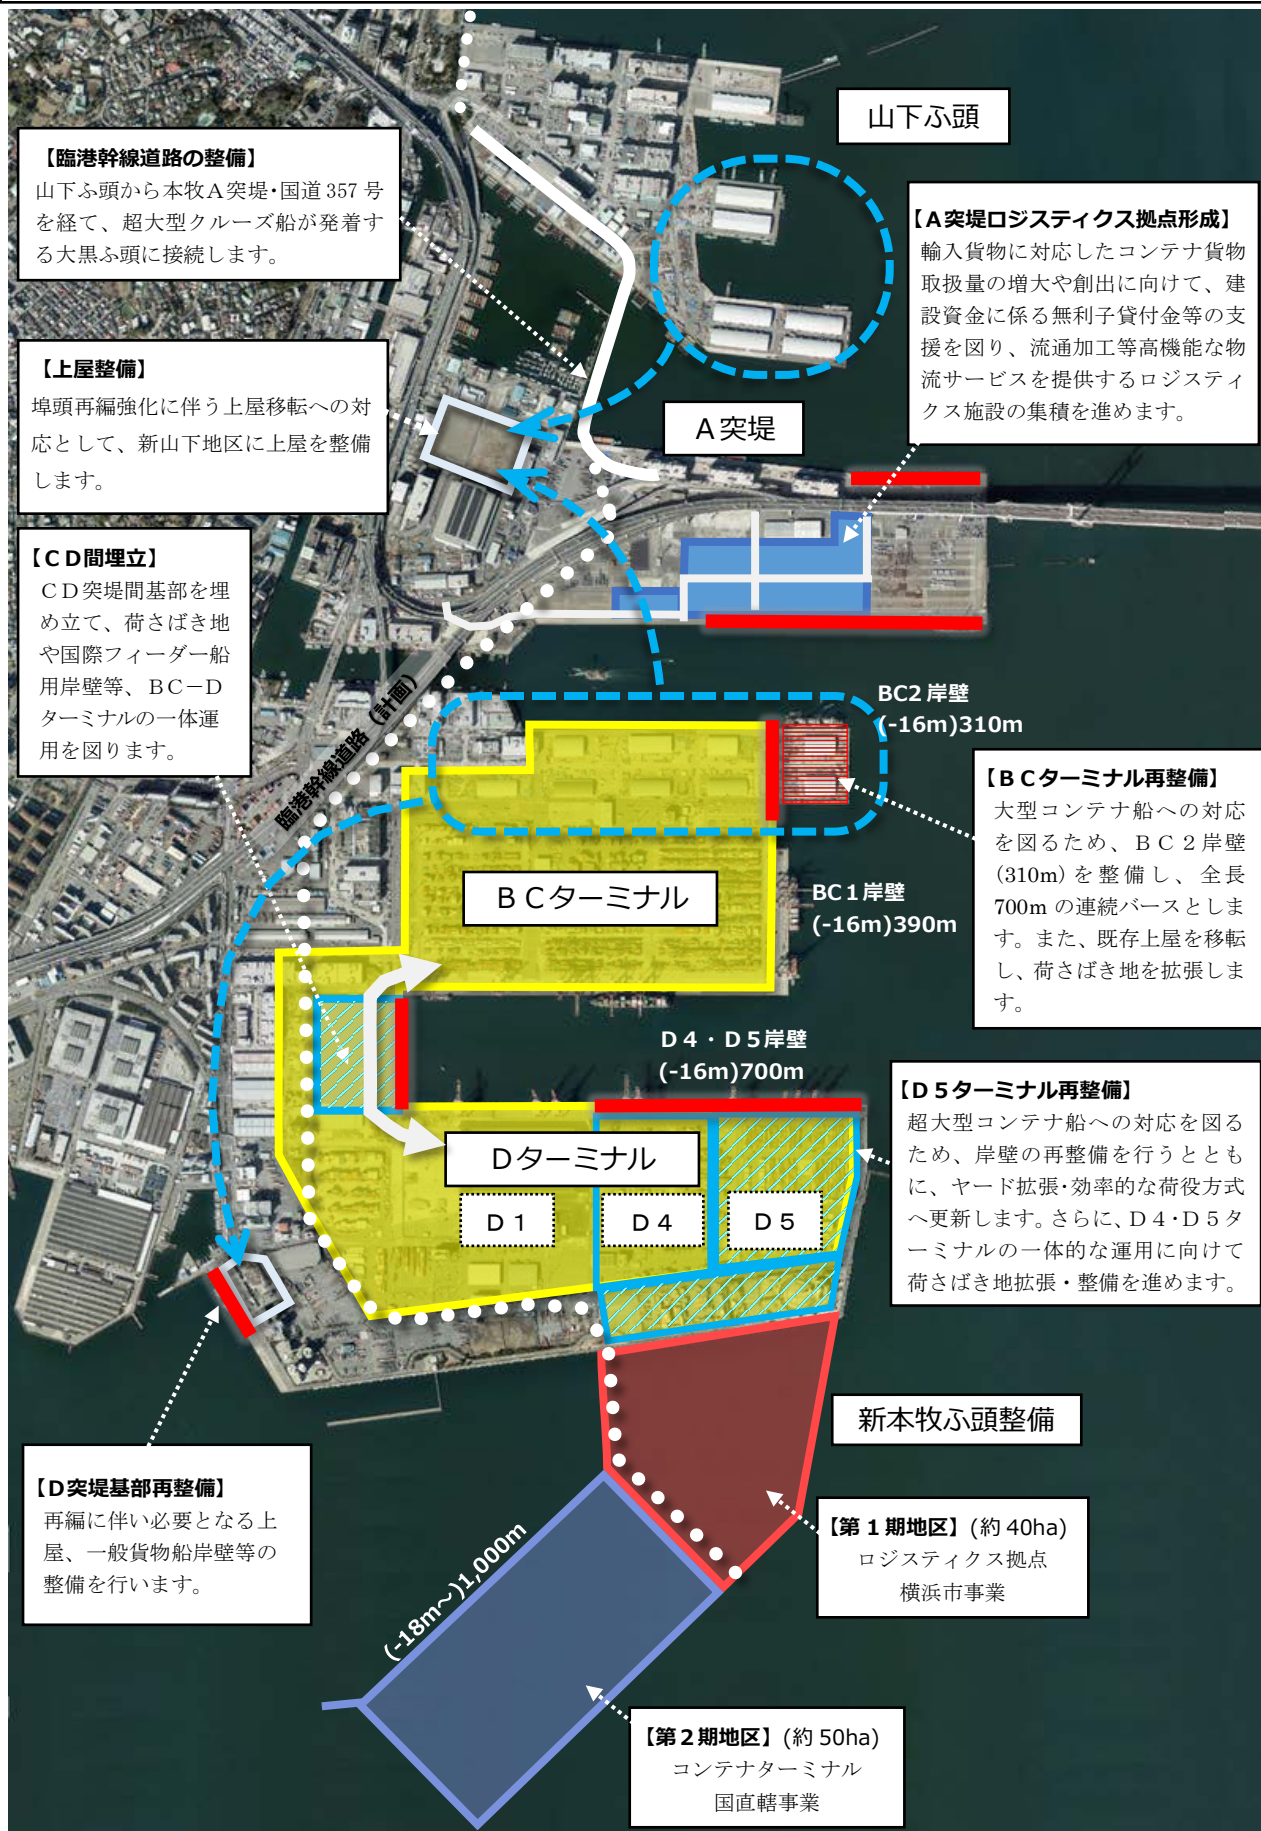 山下ふ頭
【臨港幹線道路の整備】
山下ふ頭から本牧Ａ突堤・国道 357 号
を経て、超大型クルーズ船が発着す
る大黒ふ頭に接続します。
【Ａ突堤ロジスティクス拠点形成】
輸入貨物に対応したコンテナ貨物
取扱量の増大や創出に向けて、建
設資金に係る無利子貸付金等の支
援を図り、流通加工等高機能な物
流サービスを提供するロジスティ
クス施設の集積を進めます。
【上屋整備】
埠頭再編強化に伴う上屋移転への対
応として、新山下地区に上屋を整備
します。
Ａ突堤
【ＣＤ間埋立】
ＣＤ突堤間基部を埋
め立て、荷さばき地
や国際フィーダー船
用岸壁等、ＢＣ－Ｄ
ターミナルの一体運
用を図ります。
臨港幹線道路（計画）
BC2 岸壁
(-16m)310m
【ＢＣターミナル再整備】
大型コンテナ船への対応
を図るため、ＢＣ２岸壁
(310m) を整備し、全長
700m の連続バースとしま
す。また、既存上屋を移転
し、荷さばき地を拡張しま
す。
ＢＣターミナル
BC１岸壁
(-16m)390m
Ｄ４・Ｄ５岸壁
(-16m)700m
【Ｄ５ターミナル再整備】
超大型コンテナ船への対応を図る
ため、岸壁の再整備を行うととも
に、ヤード拡張・効率的な荷役方式
へ更新します。さらに、Ｄ４・Ｄ５タ
ーミナルの一体的な運用に向けて
荷さばき地拡張・整備を進めます。
Ｄターミナル
Ｄ１
Ｄ４
Ｄ５
新本牧ふ頭整備
【Ｄ突堤基部再整備】
再編に伴い必要となる上
屋、一般貨物船岸壁等の
整備を行います。
【第１期地区】(約 40ha)
ロジスティクス拠点
横浜市事業
(-18m～)1,000m
【第２期地区】(約 50ha)
コンテナターミナル
国直轄事業